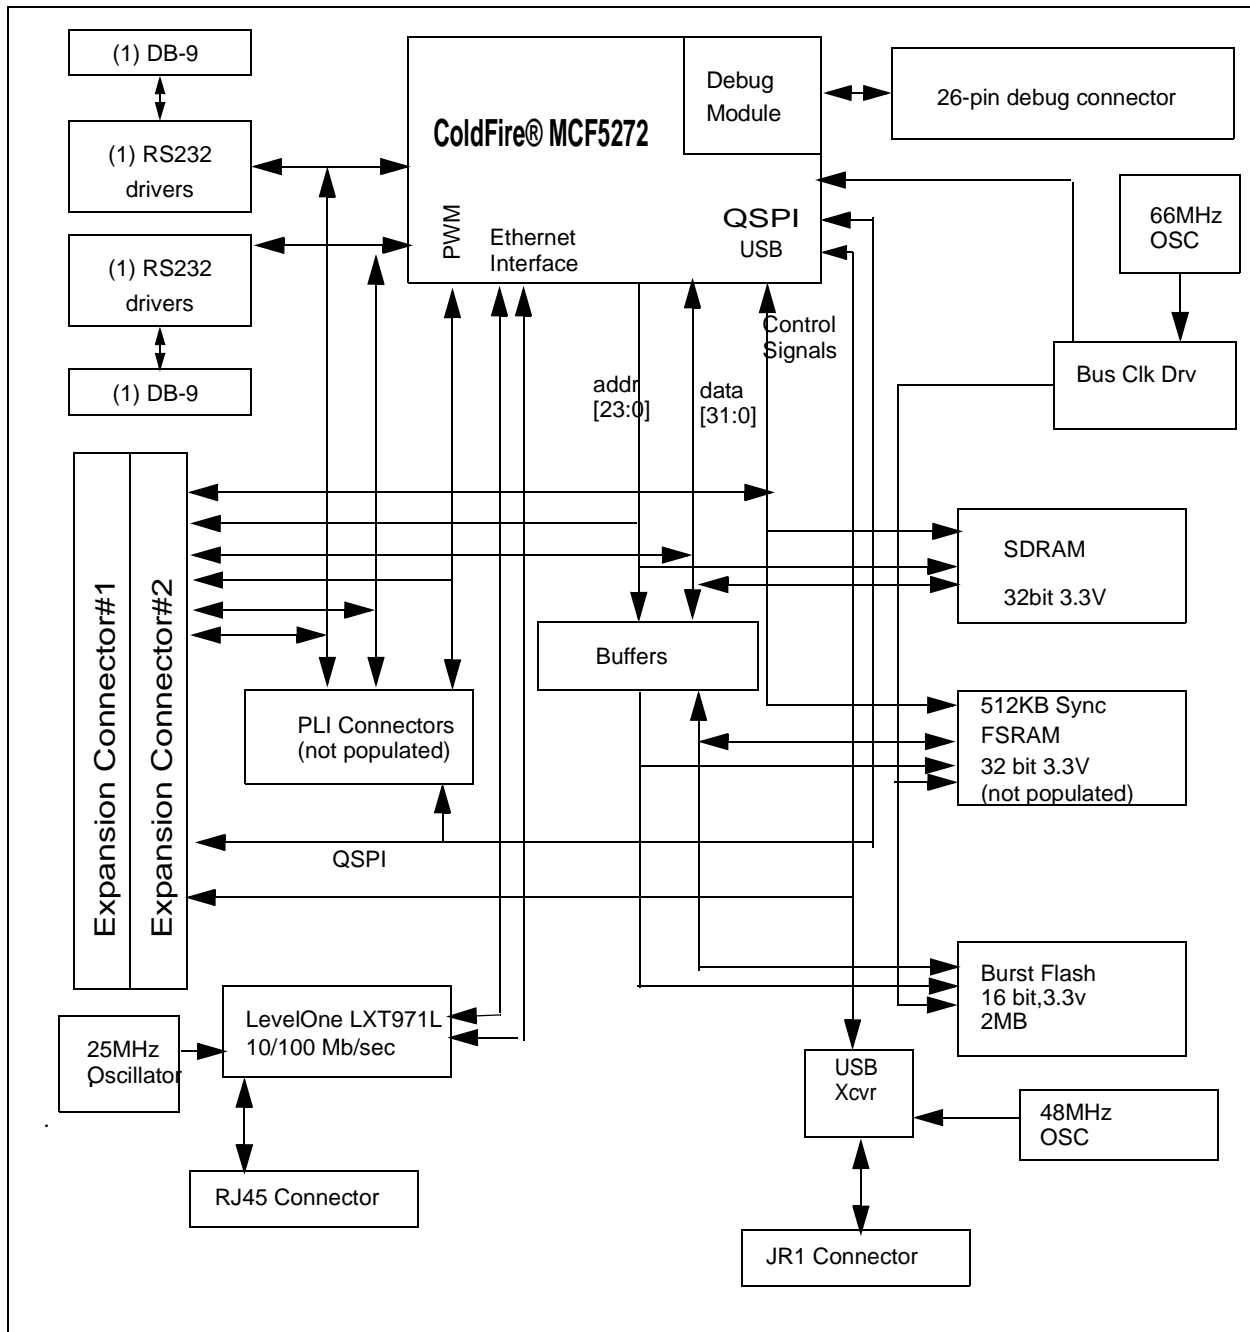 (1) DB-9
(1) RS232
drivers
(1) RS232
drivers
(1) DB-9
ColdFire® MCF5272
Debug
Module
PWM
Ethernet
Interface
QSPI
USB
26-pin debug connector
66MHz
OSC
Bus Clk Drv
Control
Signals
addr
[23:0]
data
[31:0]
Expansion Connector#1
Expansion Connector#2
SDRAM
32bit 3.3V
Buffers
PLI Connectors
(not populated)
512KB Sync
FSRAM
32 bit 3.3V
(not populated)
QSPI
Burst Flash
16 bit,3.3v
2MB
LevelOne LXT971L
10/100 Mb/sec
25MHz
Oscillator
.
USB
Xcvr
48MHz
OSC
RJ45 Connector
JR1 Connector